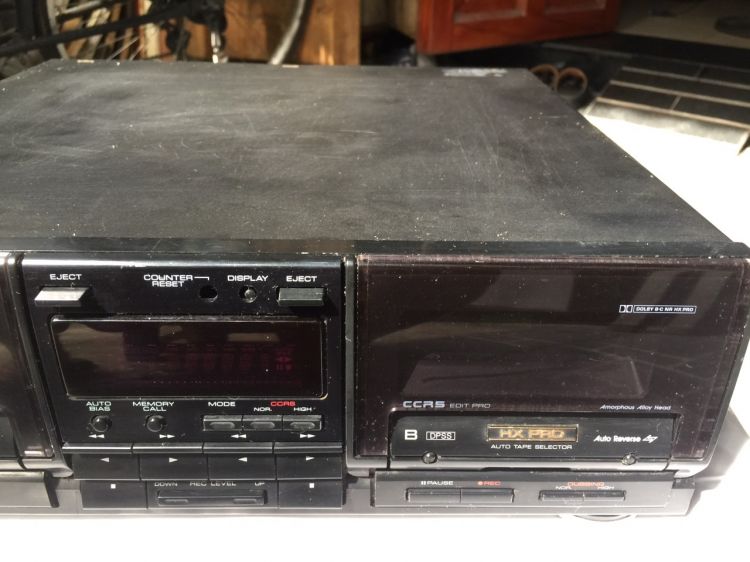 EJECT
COUNTER RESET
DISPLAY
EJECT
DOLBY B-C NR HX PRO
AUTO BIAS
MEMORY CALL
MODE
CCRS
NOR.
HIGH
CCRS EDIT PRO
Amorphous Alloy Head
B
DPSS
HX PRO
AUTO TAPE SELECTOR
Auto Reverse
DOWN
REC LEVEL
UP
PAUSE
REC
DUBBING
NOR.
HIGH